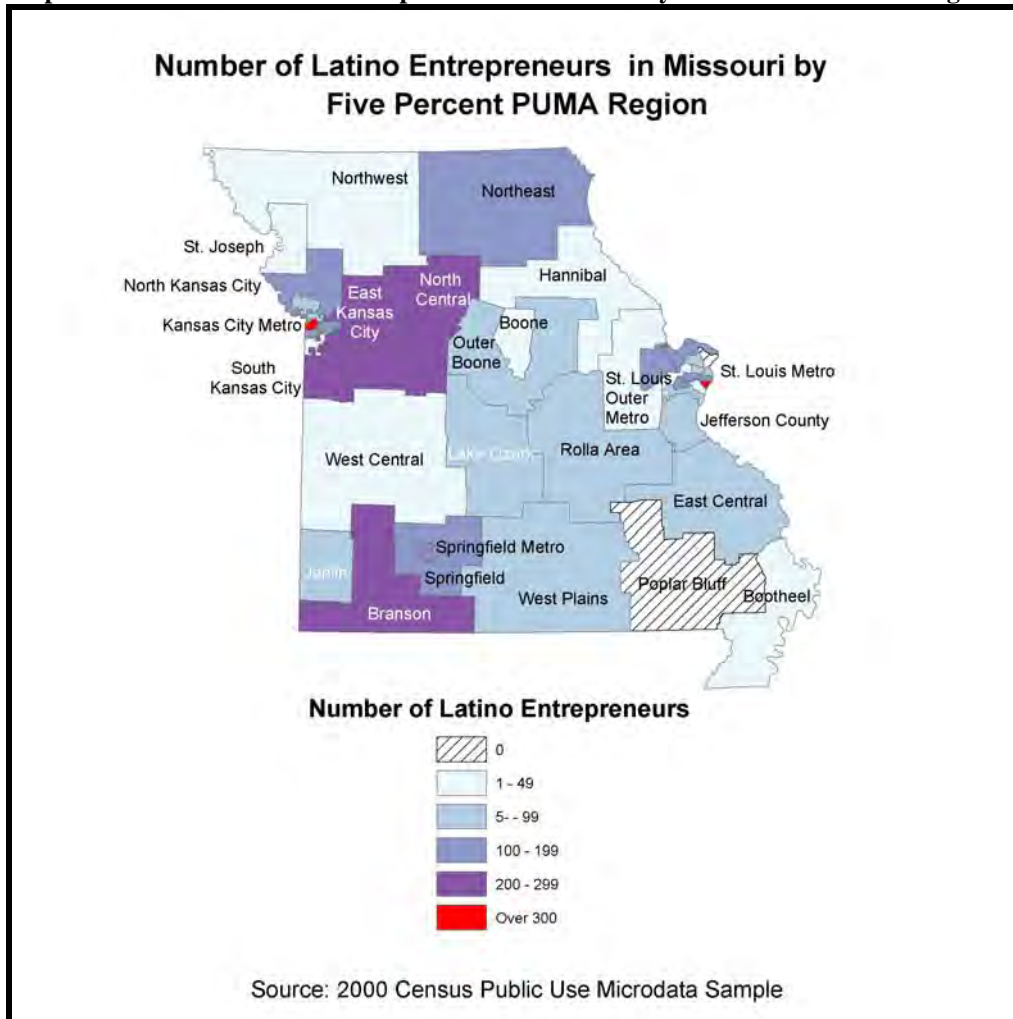 Number of Latino Entrepreneurs in Missouri by
Five Percent PUMA Region
Northwest
Northeast
St. Joseph
Hannibal
North Kansas City
North
Central
East
Kansas
City
Kansas City Metro
Boone
Outer
Boone
South
Kansas City
St. Louis
Outer
Metro
St. Louis Metro
Jefferson County
West Central
Lake Ozark
Rolla Area
East Central
Springfield Metro
Joplin
Springfield
Poplar Bluff
Bootheel
West Plains
Branson
Number of Latino Entrepreneurs
0
1 - 49
5- - 99
100 - 199
200 - 299
Over 300
Source: 2000 Census Public Use Microdata Sample